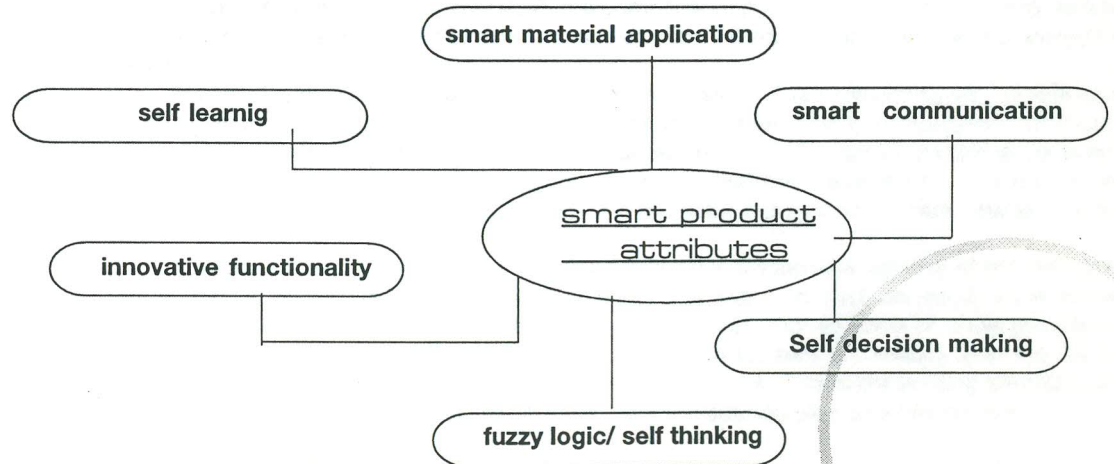 smart material application
self learnig
smart communication
smart product
attributes
innovative functionality
Self decision making
fuzzy logic/ self thinking